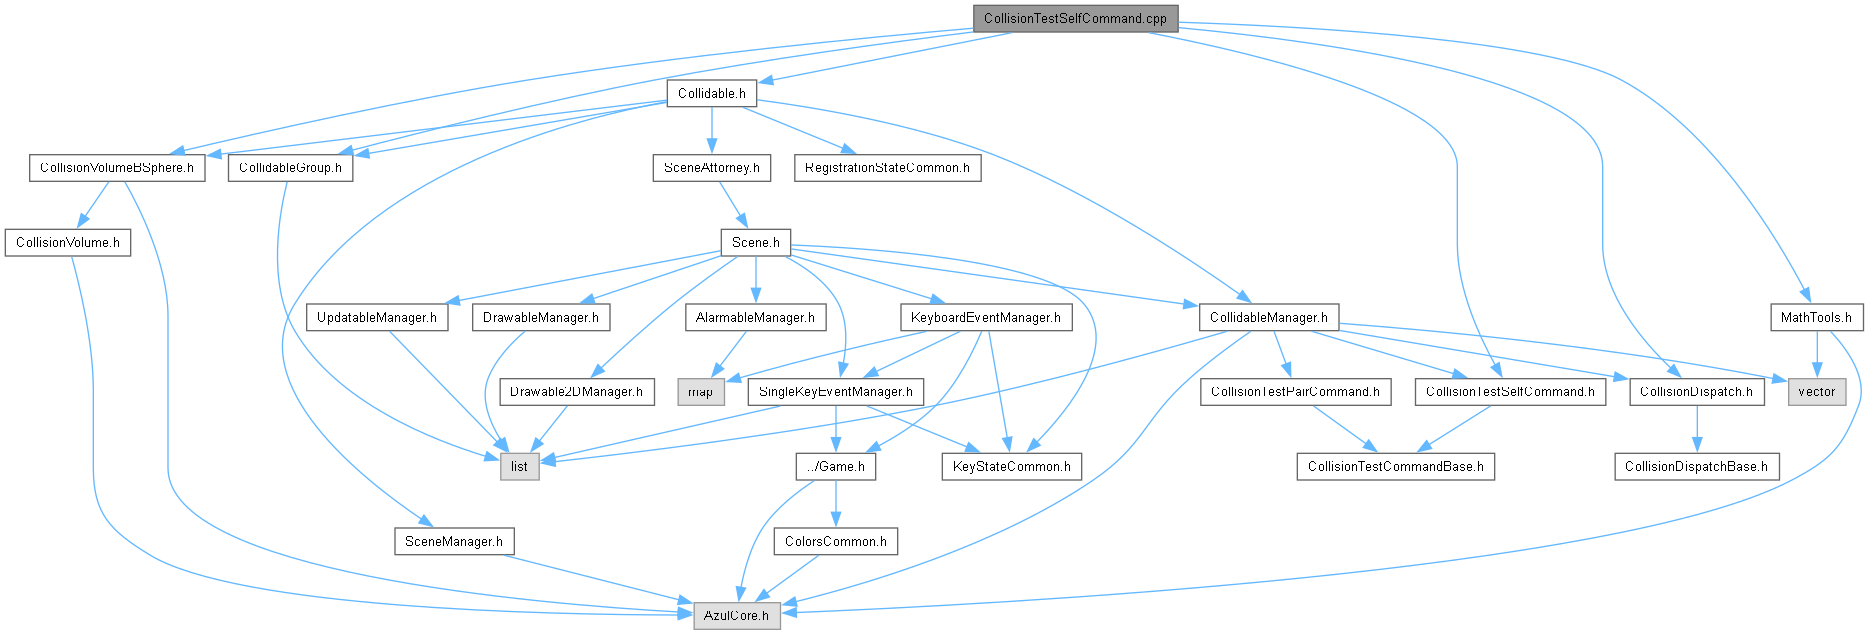 CollisionTestSelfCommand.cpp
Collidable.h
CollisionVolumeBSphere.h
CollidableGroup.h
SceneAttorney.h
RegistrationStateCommon.h
CollisionVolume.h
Scene.h
UpdatableManager.h
DrawableManager.h
AlarmableManager.h
KeyboardEventManager.h
CollidableManager.h
MathTools.h
Drawable2DManager.h
map
SingleKeyEventManager.h
CollisionTestPairCommand.h
CollisionTestSelfCommand.h
CollisionDispatch.h
vector
list
../Game.h
KeyStateCommon.h
CollisionTestCommandBase.h
CollisionDispatchBase.h
SceneManager.h
ColorsCommon.h
AzulCore.h